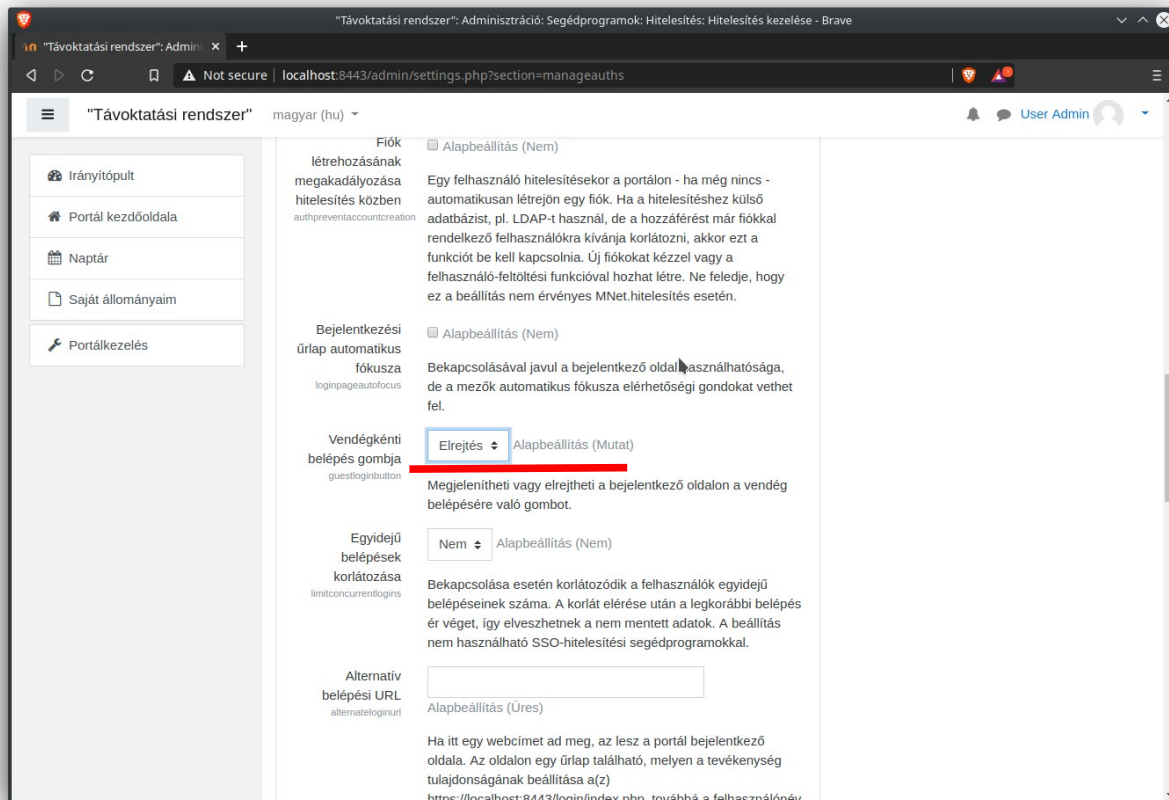 "Távoktatási rendszer": Adminisztráció: Segédprogramok: Hitelesítés: Hitelesítés kezelése - Brave
"Távoktatási rendszer": Admin
Not secure | localhost:8443/admin/settings.php?section=manageauths
"Távoktatási rendszer"
magyar (hu)
User Admin
Irányítópult
Portál kezdőoldala
Naptár
Saját állományaim
Portálkezelés
Fiók
létrehozásának
megakadályozása
hitelesítés közben
authpreventaccountcreation
Alapbeállítás (Nem)
Egy felhasználó hitelesítésekor a portálon - ha még nincs -
automatikusan létrejön egy fiók. Ha a hitelesítéshez külső
adatbázist, pl. LDAP-t használ, de a hozzáférést már fiókkal
rendelkező felhasználókra kívánja korlátozni, akkor ezt a
funkciót be kell kapcsolnia. Új fiókokat kézzel vagy a
felhasználó-feltöltési funkcióval hozhat létre. Ne feledje, hogy
ez a beállítás nem érvényes MNet.hitelesítés esetén.
Bejelentkezési
űrlap automatikus
fókusza
loginpageautofocus
Alapbeállítás (Nem)
Bekapcsolásával javul a bejelentkező oldal használhatósága,
de a mezők automatikus fókusza elérhetőségi gondokat vethet
fel.
Vendégkénti
belépés gombja
guestloginbutton
Elrejtés
Alapbeállítás (Mutat)
Megjelenítheti vagy elrejtheti a bejelentkező oldalon a vendég
belépésére való gombot.
Egyidejű
belépések
korlátozása
limitconcurrentlogins
Nem
Alapbeállítás (Nem)
Bekapcsolása esetén korlátozódik a felhasználók egyidejű
belépéseinek száma. A korlát elérése után a legkorábbi belépés
ér véget, így elveszhetnek a nem mentett adatok. A beállítás
nem használható SSO-hitelesítési segédprogramokkal.
Alternatív
belépési URL
alternateloginurl
Alapbeállítás (Üres)
Ha itt egy webcímet ad meg, az lesz a portál bejelentkező
oldala. Az oldalon egy űrlap található, melyen a tevékenység
tulajdonságának beállítása a(z)
https://localhost:8443/login/index.php, továbbá a felhasználónév